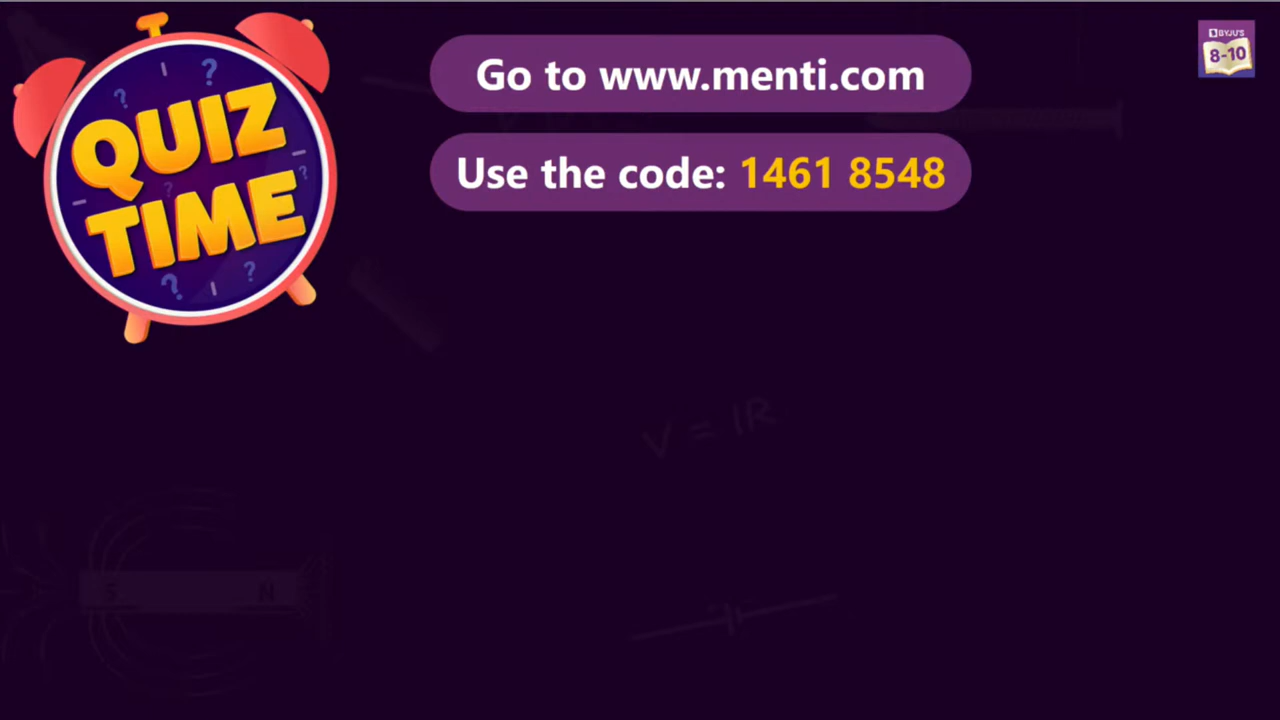 QUIZ
TIME
Go to www.menti.com
Use the code: 1461 8548
BYJU'S
8-10
V = IR
S N